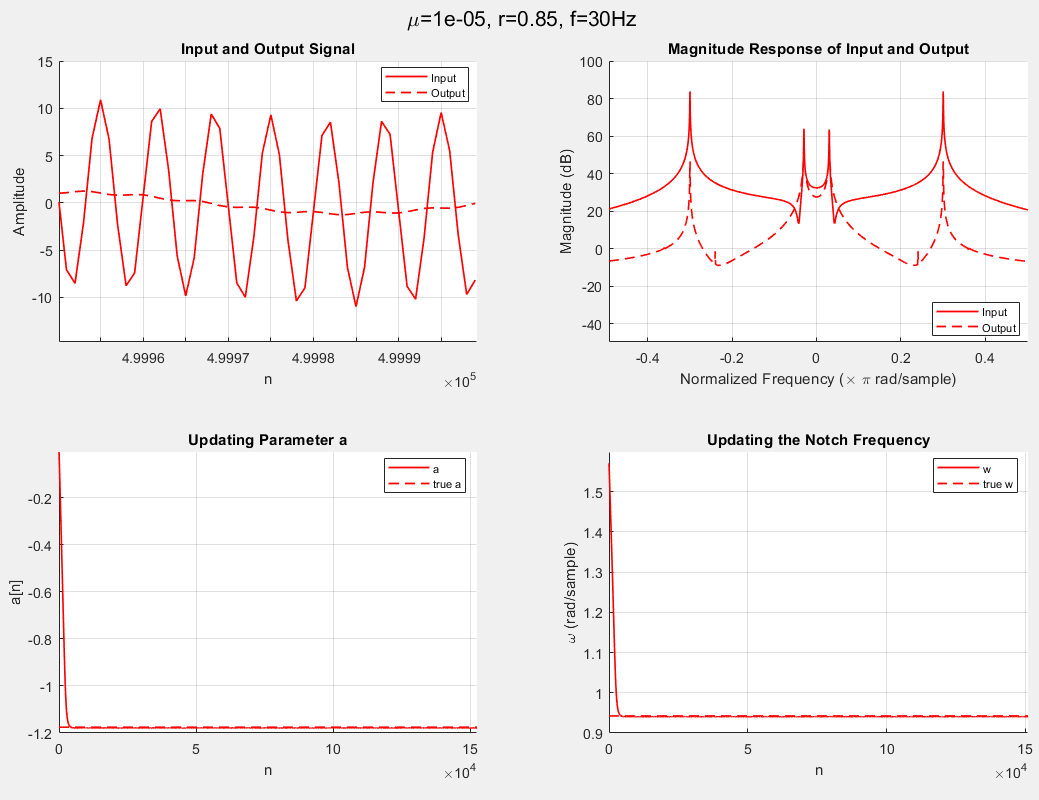 μ=1e-05, r=0.85, f=30Hz
Input and Output Signal
15
10
5
0
-5
-10
Amplitude
Input
Output
4.9996
4.9997
4.9998
4.9999
n
×10^5
Magnitude Response of Input and Output
100
80
60
40
20
0
-20
-40
Magnitude (dB)
Input
Output
-0.4
-0.2
0
0.2
0.4
Normalized Frequency (× π rad/sample)
Updating Parameter a
-0.2
-0.4
-0.6
-0.8
-1
-1.2
a[n]
a
true a
0
5
10
15
n
×10^4
Updating the Notch Frequency
1.5
1.4
1.3
1.2
1.1
1
0.9
ω (rad/sample)
w
true w
0
5
10
15
n
×10^4